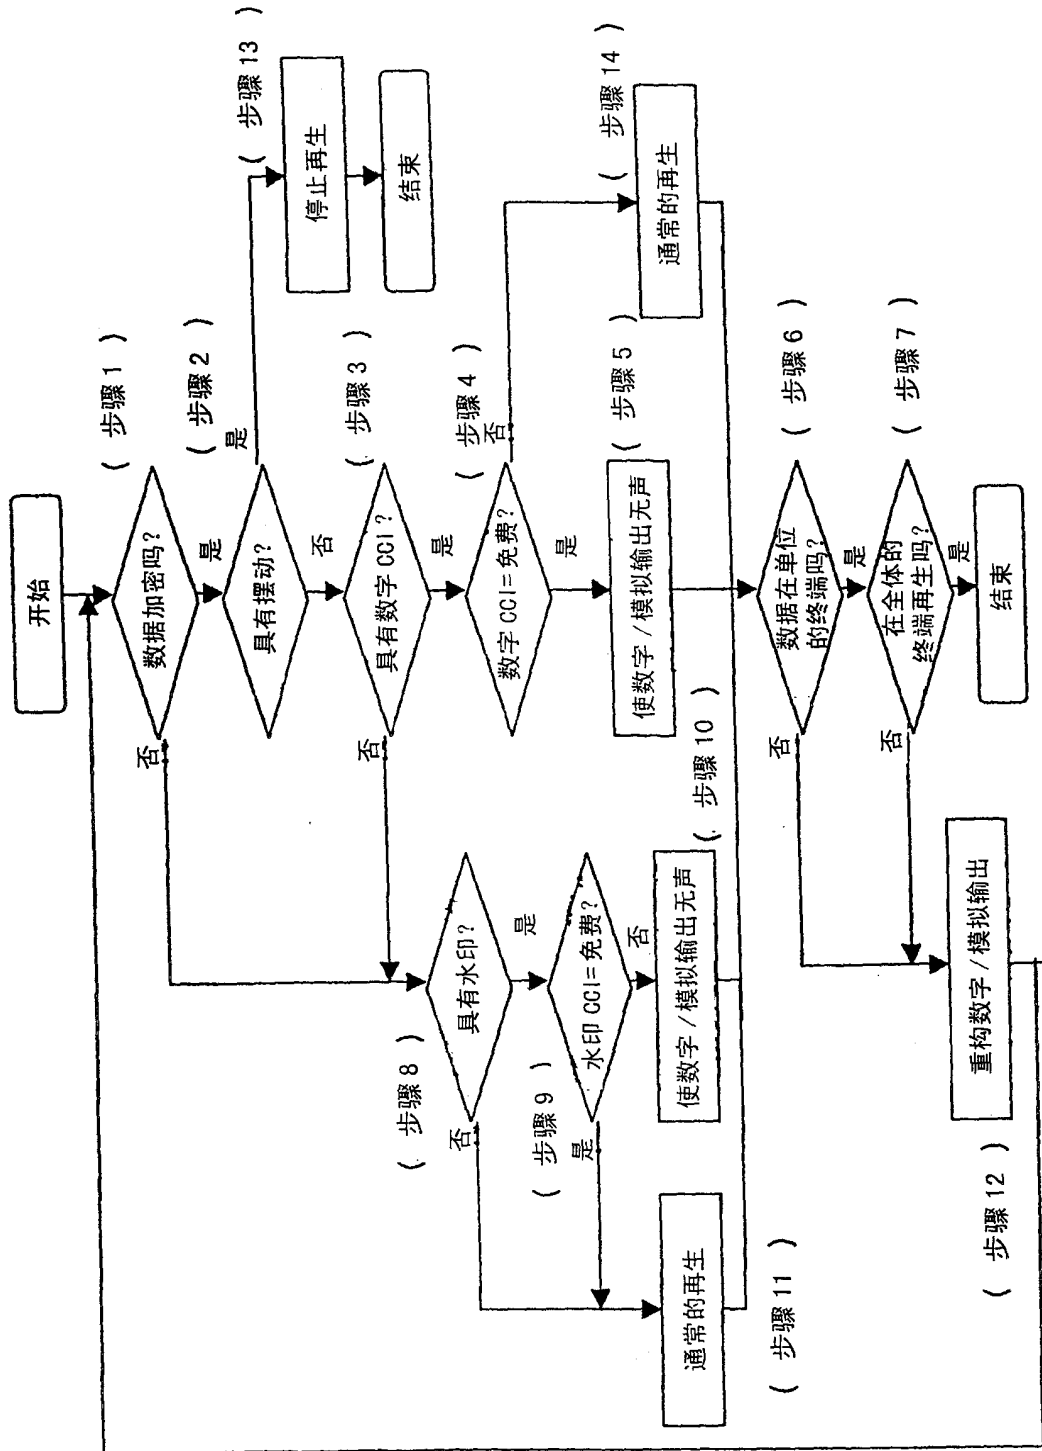 开始
( 步骤 1 )
数据加密吗?
否
是
( 步骤 2 )
具有摆动?
是
否
( 步骤 13 )
停止再生
结束
( 步骤 3 )
具有数字 CCI ?
否
是
( 步骤 4 )
数字 CCI=免费?
否
是
( 步骤 14 )
通常的再生
( 步骤 5 )
使数字 /模拟输出无声
( 步骤 8 )
具有水印?
否
是
( 步骤 9 )
水印 CCI=免费?
是
否
( 步骤 10 )
使数字 /模拟输出无声
通常的再生
( 步骤 11 )
( 步骤 6 )
数据在单位
的终端吗?
否
是
( 步骤 7 )
在全体的
终端再生吗?
否
是
结束
重构数字 /模拟输出
( 步骤 12 )